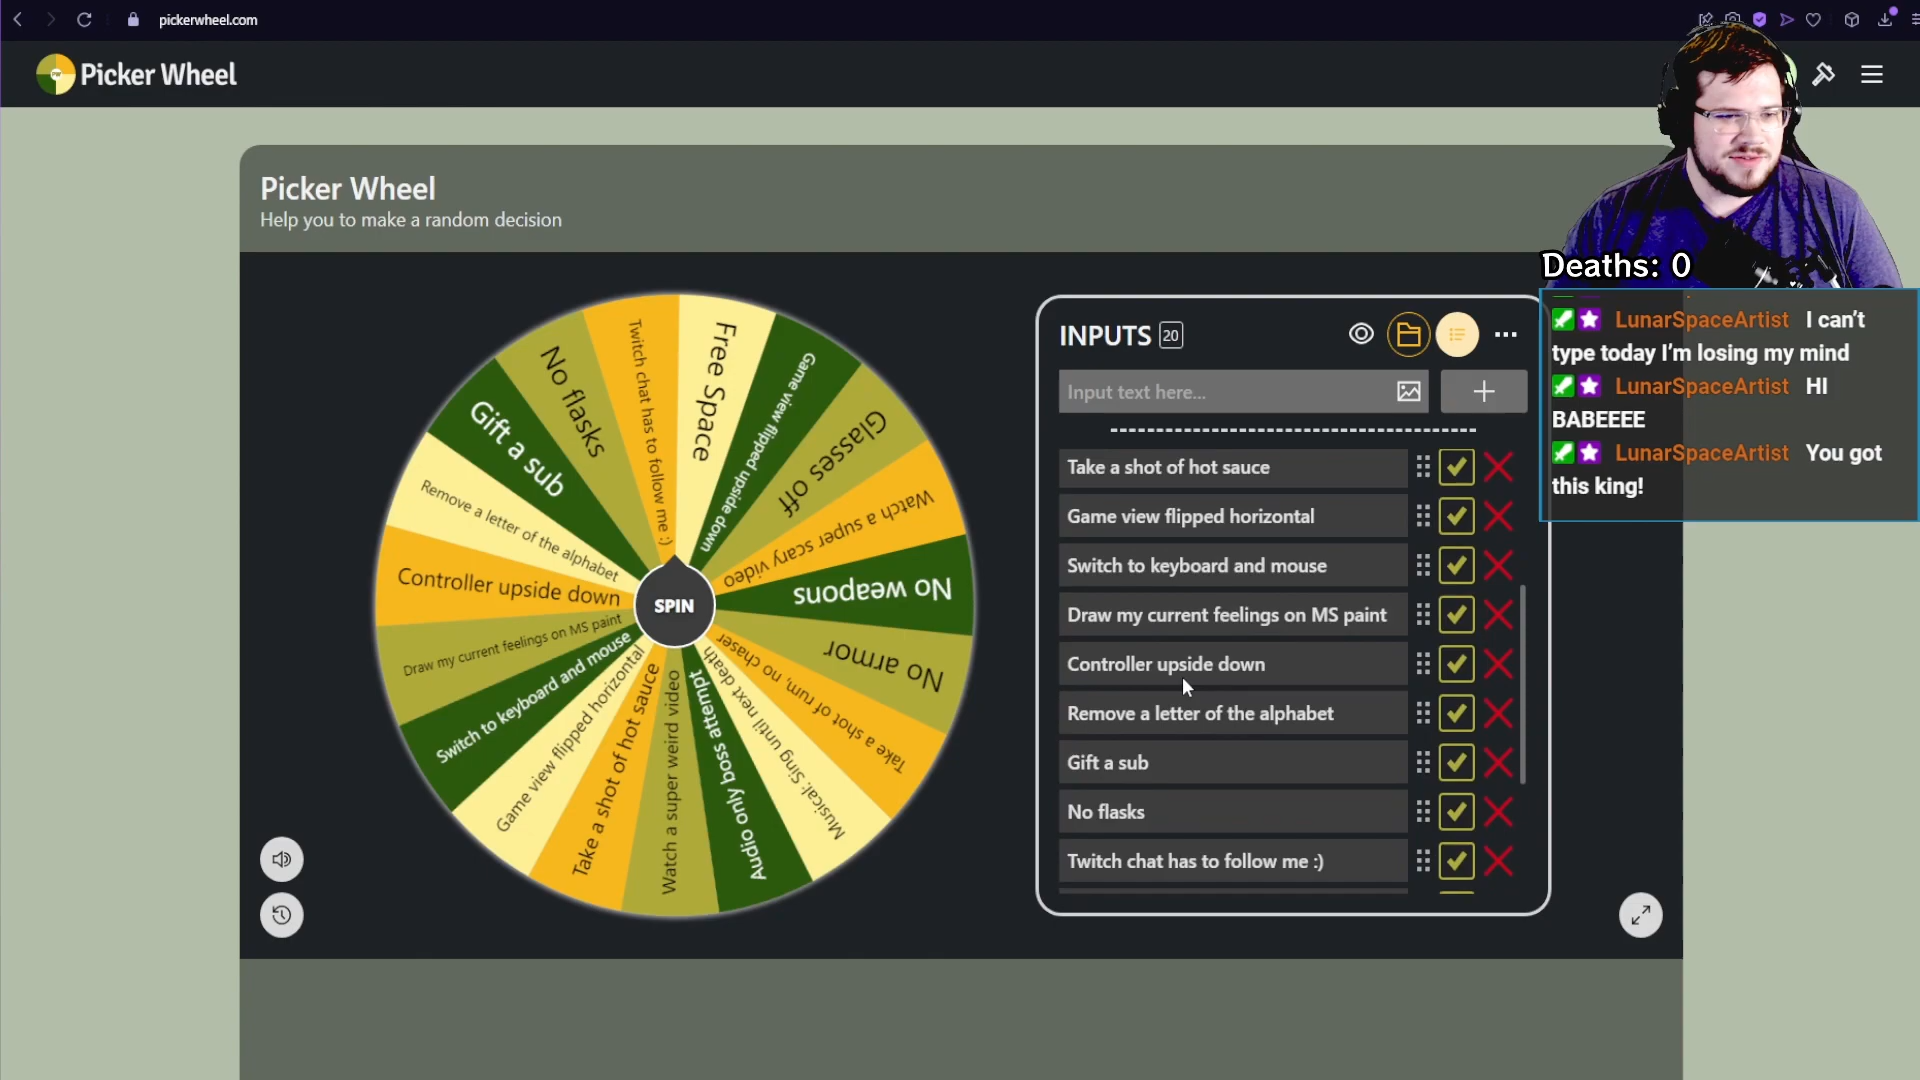 pickerwheel.com
Picker Wheel
Picker Wheel
Help you to make a random decision
Free Space
Game view flipped upside down
Glasses off
Watch a super scary video
No weapons
No armor
Take a shot of rum, no chaser
Musical: Sing until next death
Audio only boss attempt
Watch a super weird video
Take a shot of hot sauce
Game view flipped horizontal
Switch to keyboard and mouse
Draw my current feelings on MS paint
Controller upside down
Remove a letter of the alphabet
Gift a sub
No flasks
Twitch chat has to follow me :)
SPIN
INPUTS 20
Input text here...
Take a shot of hot sauce
Game view flipped horizontal
Switch to keyboard and mouse
Draw my current feelings on MS paint
Controller upside down
Remove a letter of the alphabet
Gift a sub
No flasks
Twitch chat has to follow me :)
Deaths: 0
LunarSpaceArtist I can't
type today I'm losing my mind
LunarSpaceArtist HI
BABEEEE
LunarSpaceArtist You got
this king!